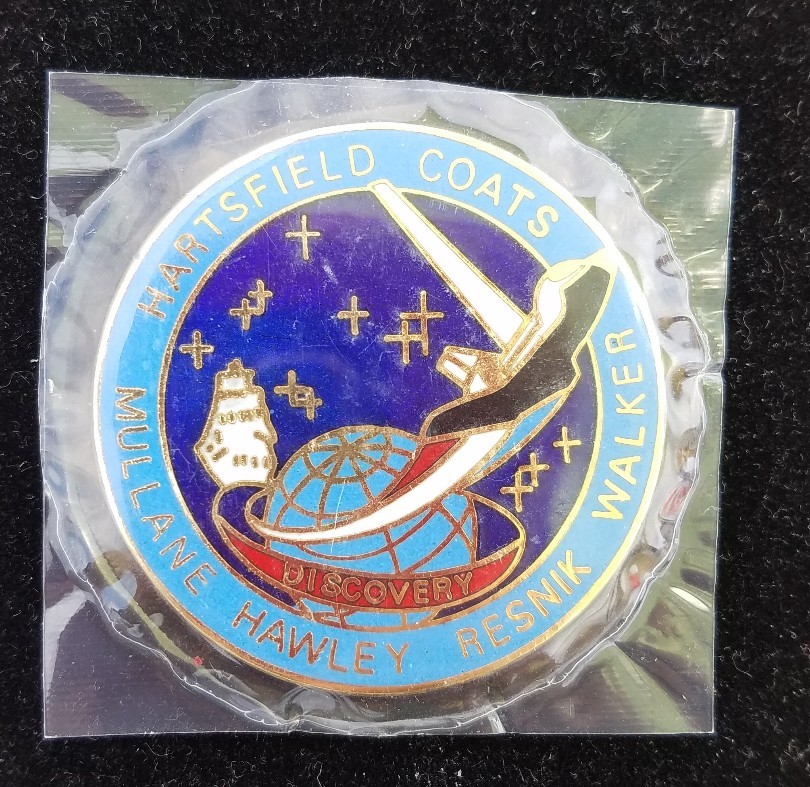 HARTSFIELD COATS
WALKER
MULLANE HAWLEY RESNIK
DISCOVERY